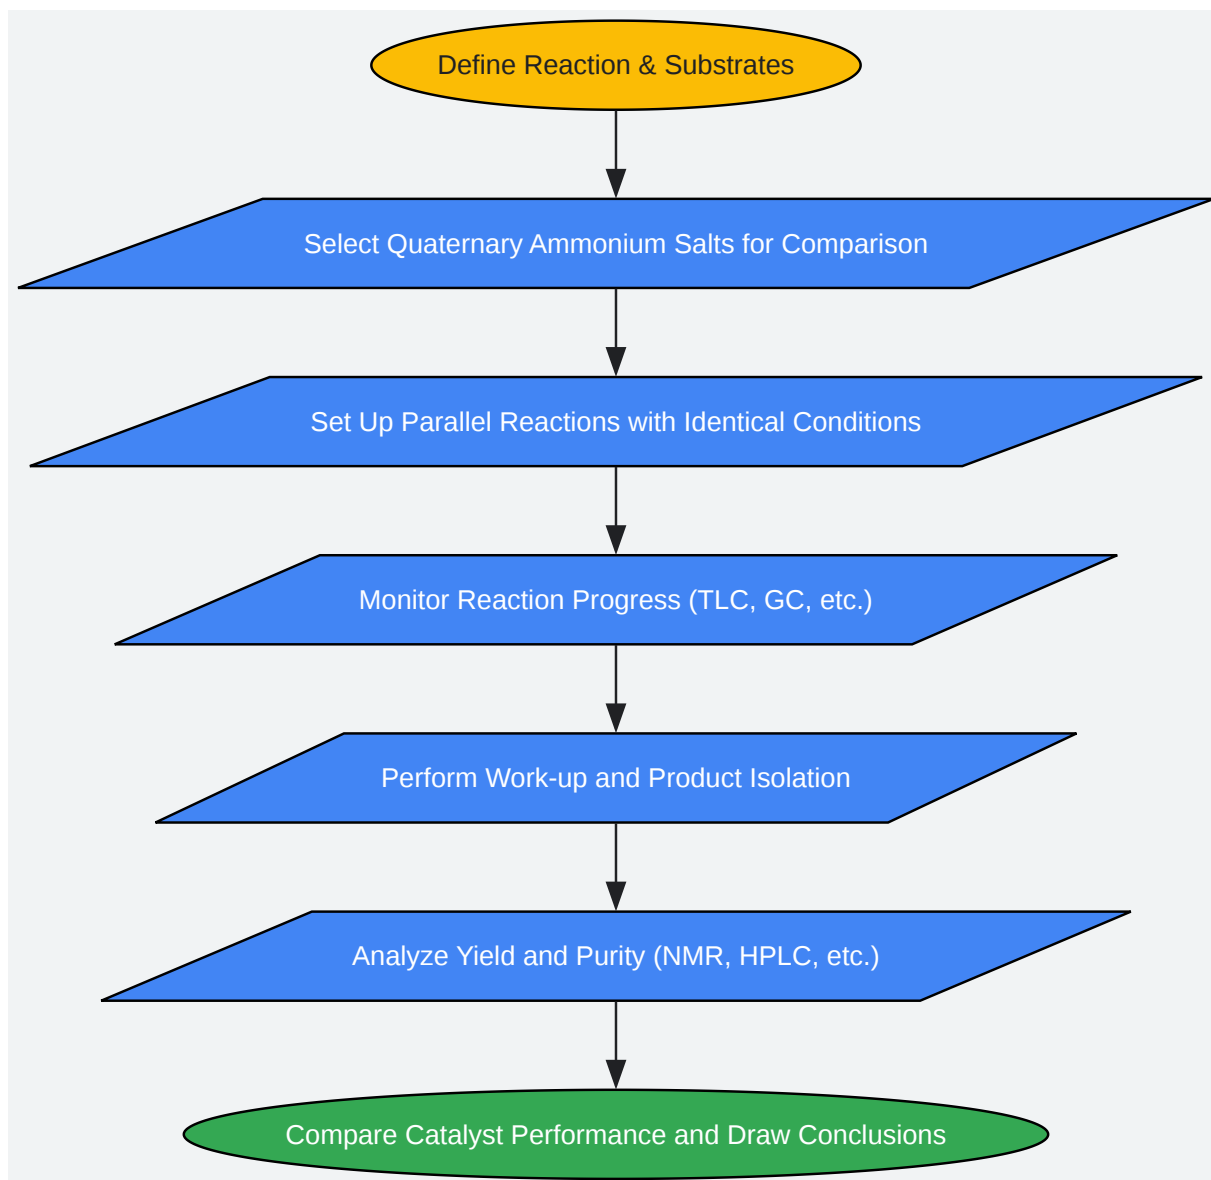 Define Reaction & Substrates
Select Quaternary Ammonium Salts for Comparison
Set Up Parallel Reactions with Identical Conditions
Monitor Reaction Progress (TLC, GC, etc.)
Perform Work-up and Product Isolation
Analyze Yield and Purity (NMR, HPLC, etc.)
Compare Catalyst Performance and Draw Conclusions